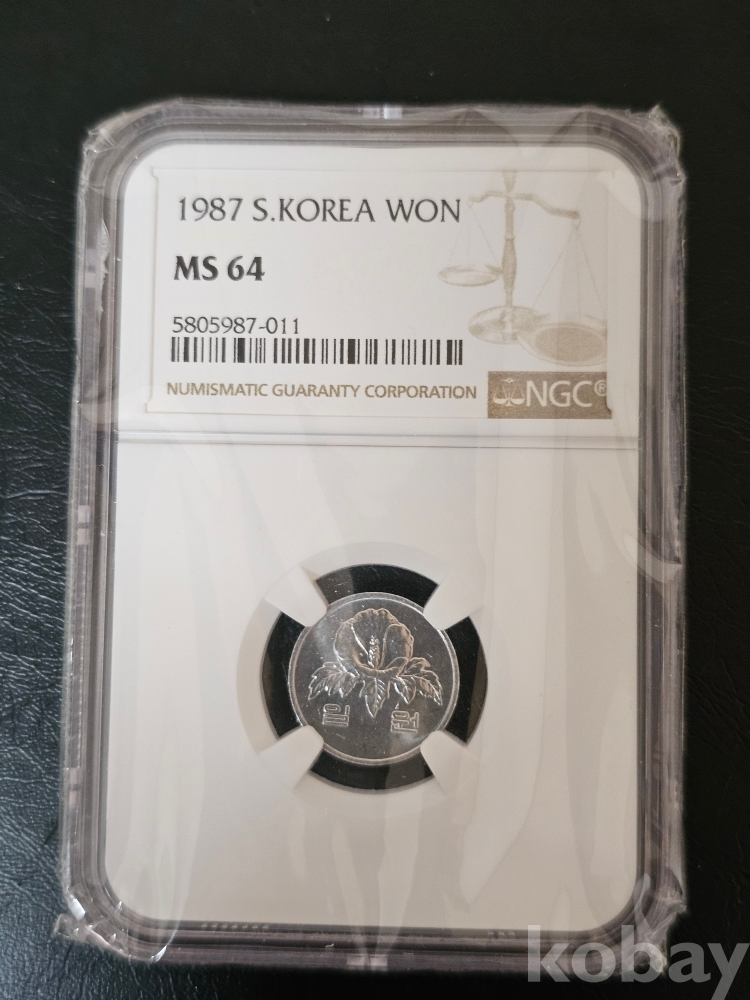 1987 S.KOREA WON
MS 64
5805987-011
NUMISMATIC GUARANTY CORPORATION
NGC®
일 원
kobay